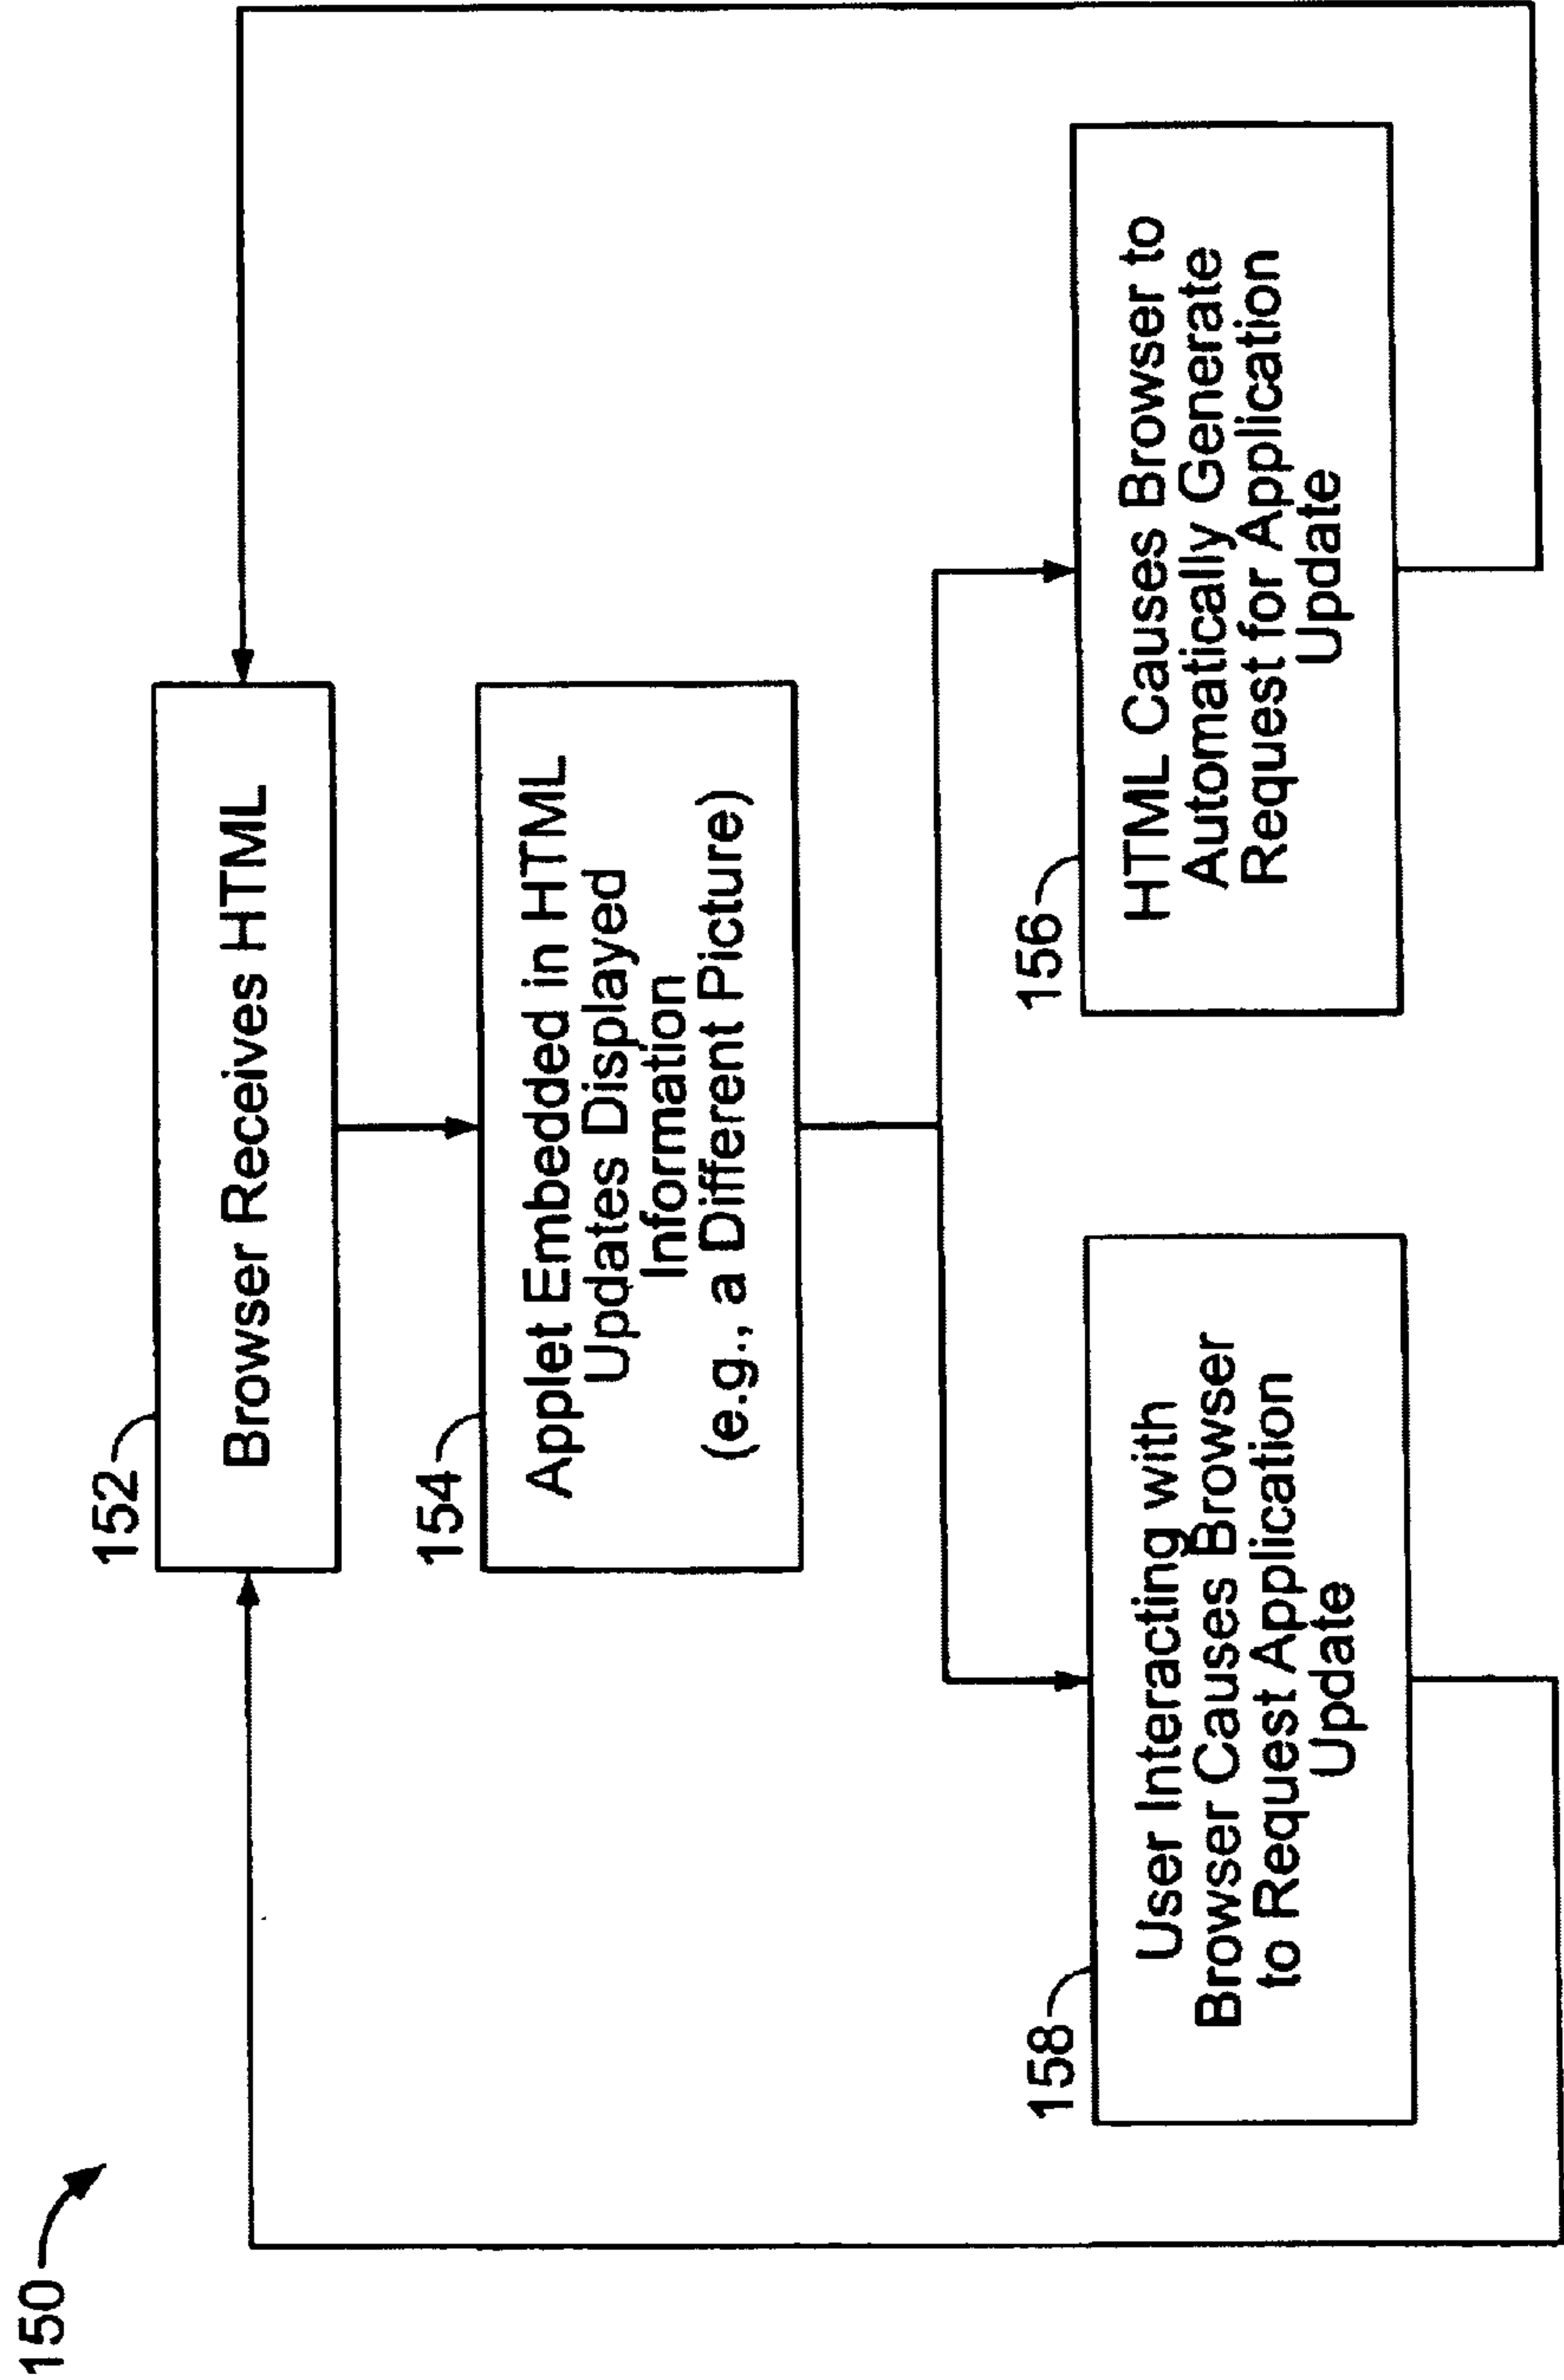 150
152
Browser Receives HTML
154
Applet Embedded in HTML
Updates Displayed
Information
(e.g., a Different Picture)
158
User Interacting with
Browser Causes Browser
to Request Application
Update
156
HTML Causes Browser to
Automatically Generate
Request for Application
Update